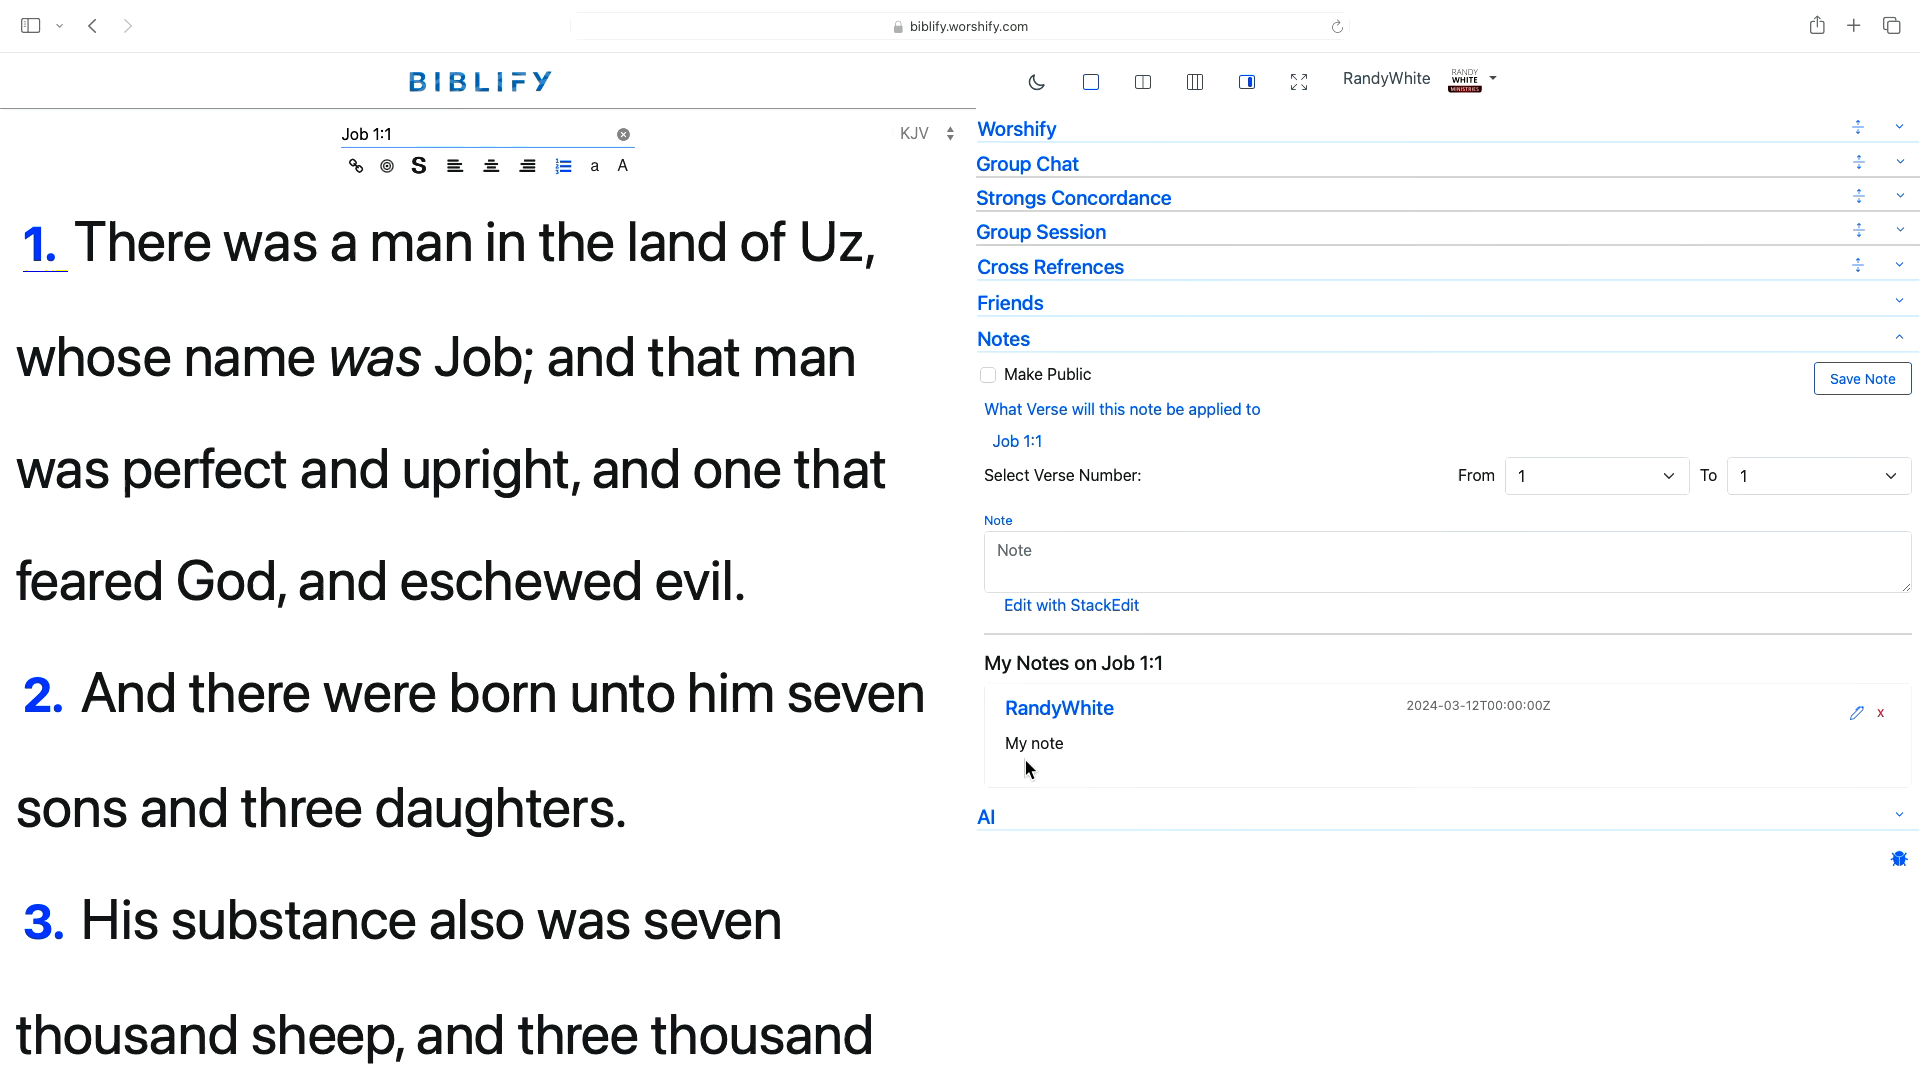 biblify.worshify.com
BIBLIFY
RandyWhite
RANDY
WHITE
MINISTRIES
Job 1:1
KJV
S
a
A
1. There was a man in the land of Uz,
whose name was Job; and that man
was perfect and upright, and one that
feared God, and eschewed evil.
2. And there were born unto him seven
sons and three daughters.
3. His substance also was seven
thousand sheep, and three thousand
Worshify
Group Chat
Strongs Concordance
Group Session
Cross Refrences
Friends
Notes
Make Public
Save Note
What Verse will this note be applied to
Job 1:1
Select Verse Number: From 1 To 1
Note
Note
Edit with StackEdit
My Notes on Job 1:1
RandyWhite 2024-03-12T00:00:00Z x
My note
AI